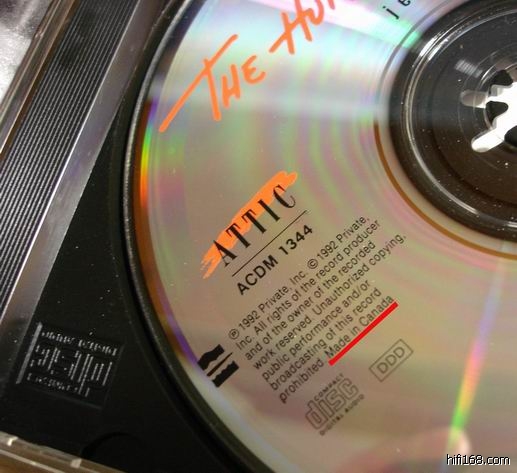 THE
ATTIC
ACDM 1344
℗ 1992 Private, Inc. © 1992 Private,
Inc. All rights of the record producer
and of the owner of the recorded
work reserved. Unauthorized copying,
public performance and/or
broadcasting of this record
prohibited. Made in Canada
COMPACT
disc
DIGITAL AUDIO
DDD
hifi168.com